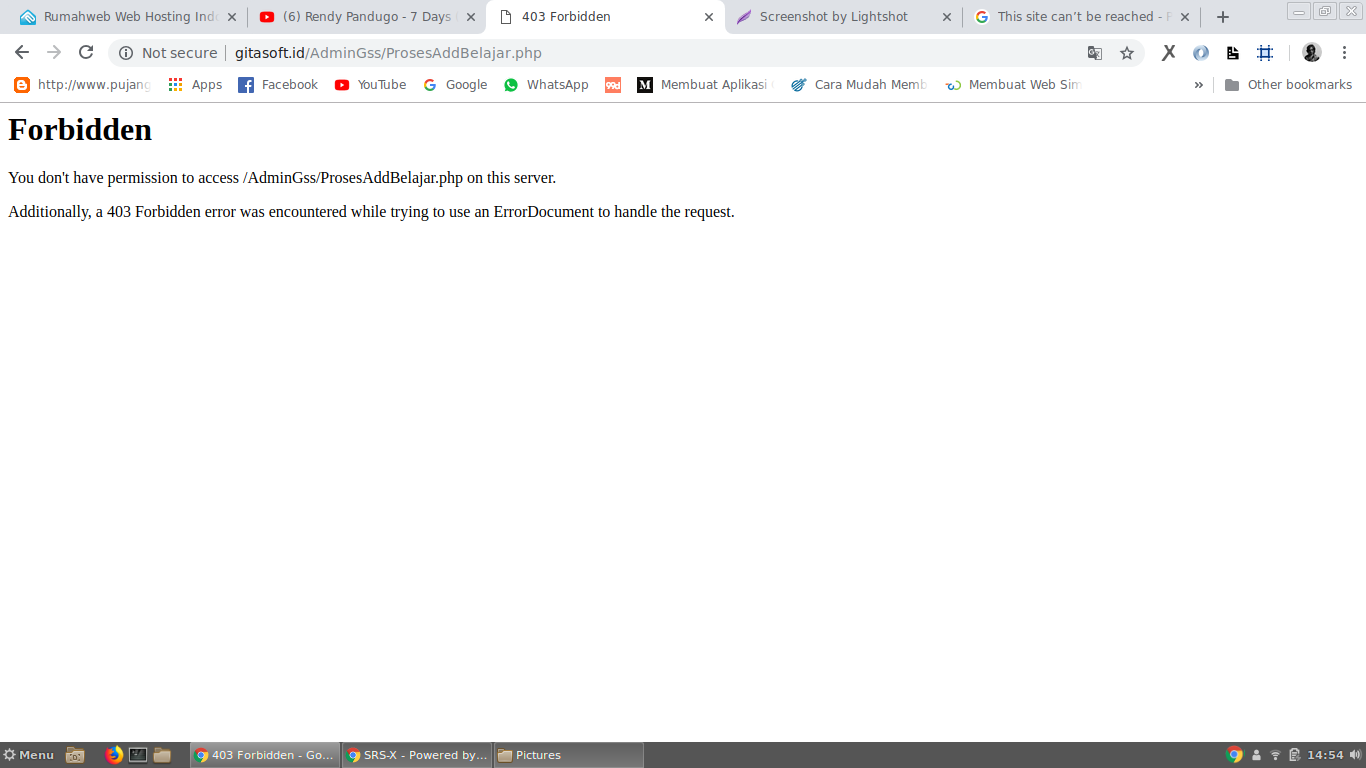 Rumahweb Web Hosting Indo
(6) Rendy Pandugo - 7 Days
403 Forbidden
Screenshot by Lightshot
This site can’t be reached - P
Not secure
gitasoft.id/AdminGss/ProsesAddBelajar.php
http://www.pujang
Apps
Facebook
YouTube
Google
WhatsApp
99d
M
Membuat Aplikasi
Cara Mudah Memb
Membuat Web Sim
»
Other bookmarks
Forbidden
You don't have permission to access /AdminGss/ProsesAddBelajar.php on this server.
Additionally, a 403 Forbidden error was encountered while trying to use an ErrorDocument to handle the request.
Menu
403 Forbidden - Go...
SRS-X - Powered by...
Pictures
14:54